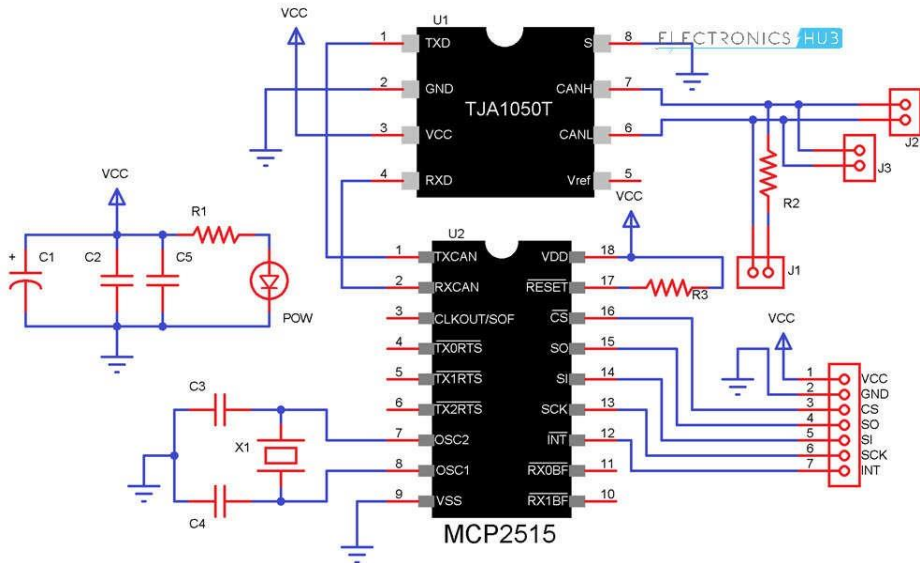 VCC
U1
ELECTRONICS HUB
1 TXD
2 GND
3 VCC
4 RXD
TJA1050T
S 8
CANH 7
CANL 6
Vref 5
J2
J3
R2
J1
VCC
R1
C1
C2
C5
POW
VCC
U2
1 TXCAN
2 RXCAN
3 CLKOUT/SOF
4 TX0RTS
5 TX1RTS
6 TX2RTS
7 OSC2
8 OSC1
9 VSS
VDD 18
RESET 17
CS 16
SO 15
SI 14
SCK 13
INT 12
RX0BF 11
RX1BF 10
MCP2515
R3
C3
X1
C4
VCC
1 VCC
2 GND
3 CS
4 SO
5 SI
6 SCK
7 INT
+